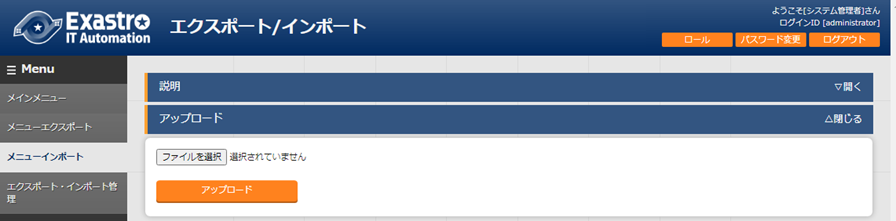 Exastro
IT Automation
エクスポート/インポート
ようこそ[システム管理者]さん
ログインID [administrator]
ロール
パスワード変更
ログアウト
Menu
メインメニュー
メニューエクスポート
メニューインポート
エクスポート・インポート管
理
説明
▽開く
アップロード
△閉じる
ファイルを選択 選択されていません
アップロード